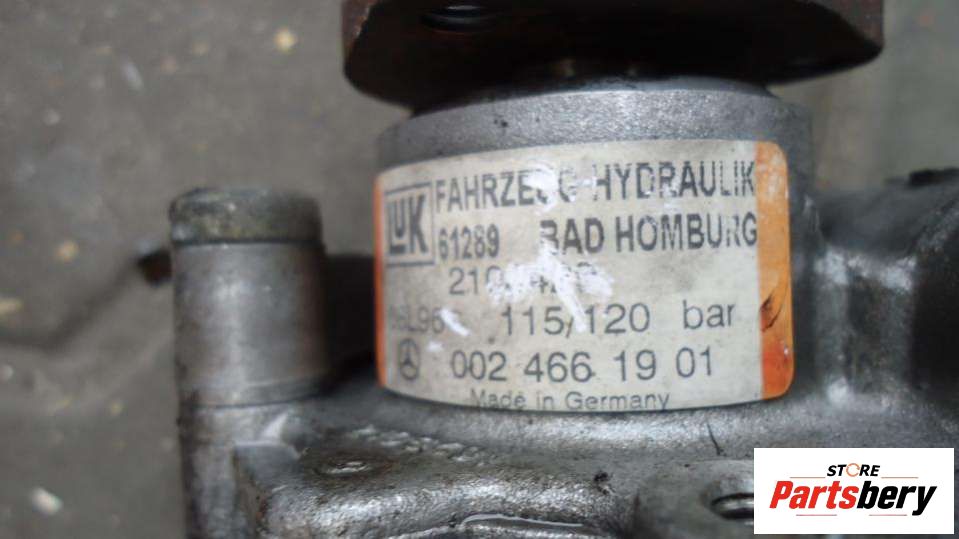 LuK
FAHRZEUG-HYDRAULIK
61289 BAD HOMBURG
115/120 bar
002 466 19 01
Made in Germany
STORE
Partsbery